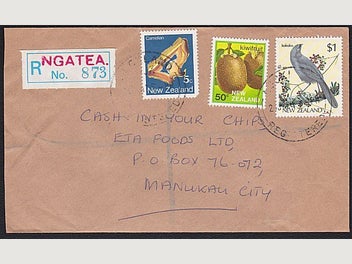 R NGATEA.
No. 873
Carnelian
5c
New Zealand
kiwifruit
50c
NEW
ZEALAND
kokako
$1
NEW ZEALAND
REGISTERED
CASH-IN-YOUR CHIPS
ETA FOODS LTD
P.O BOX 76-072,
MANUKAU CITY